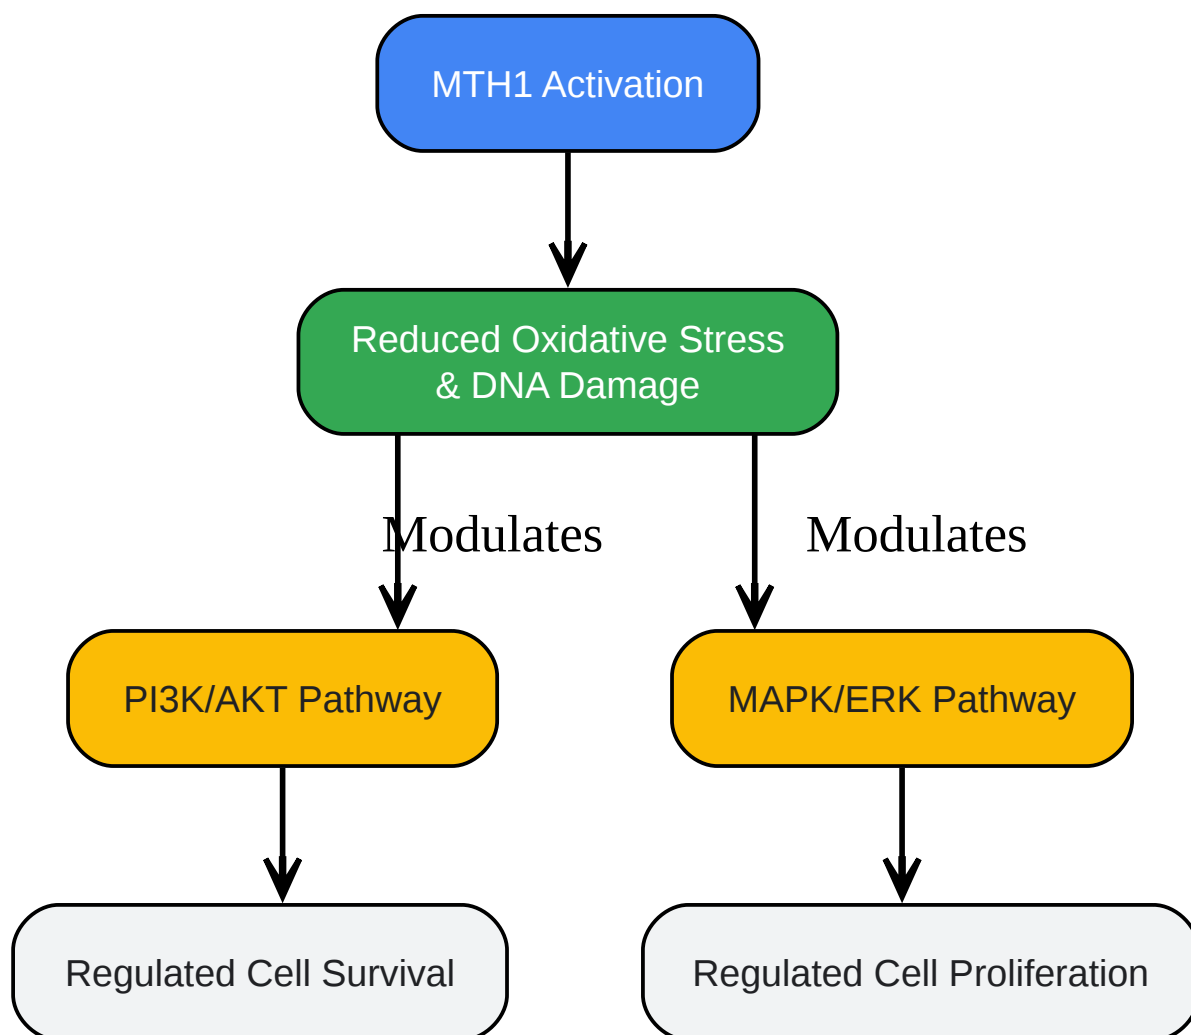 MTH1 Activation
Reduced Oxidative Stress
& DNA Damage
Modulates
Modulates
PI3K/AKT Pathway
MAPK/ERK Pathway
Regulated Cell Survival
Regulated Cell Proliferation